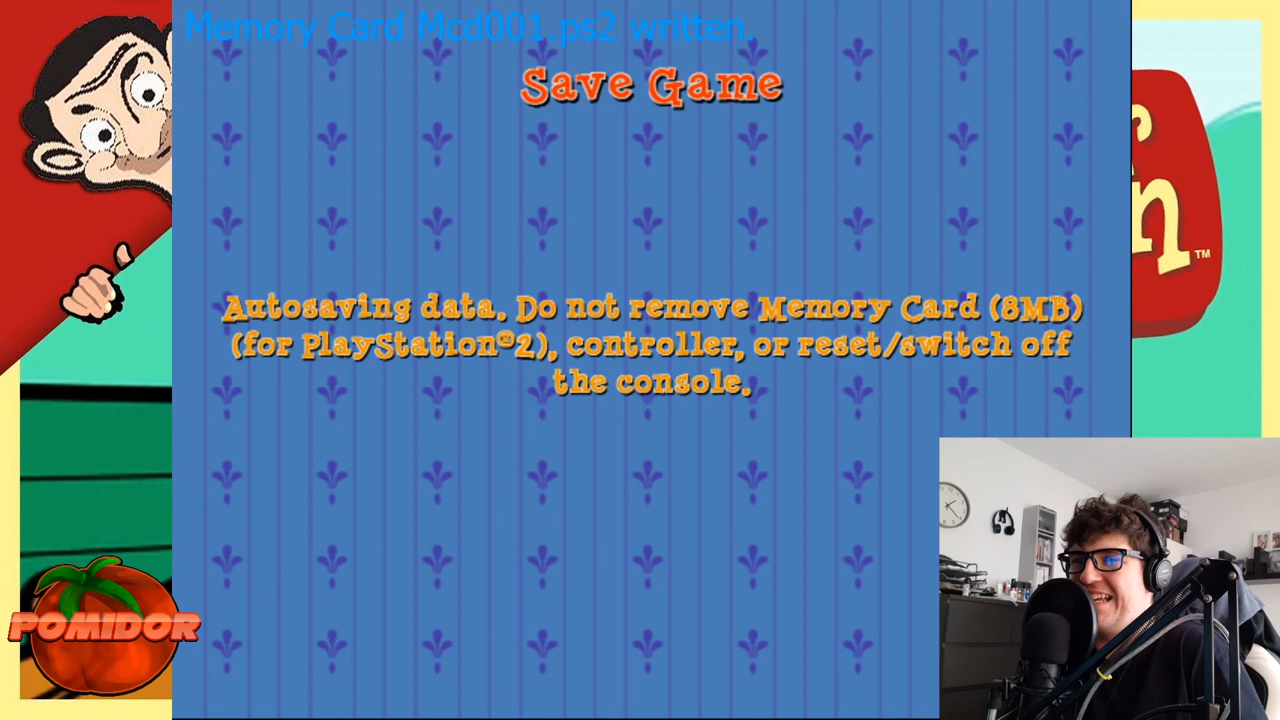 Memory Card Mcd001.ps2 written.
Save Game
Autosaving data. Do not remove Memory Card (8MB)
(for PlayStation®2), controller, or reset/switch off
the console.
TM
POMIDOR